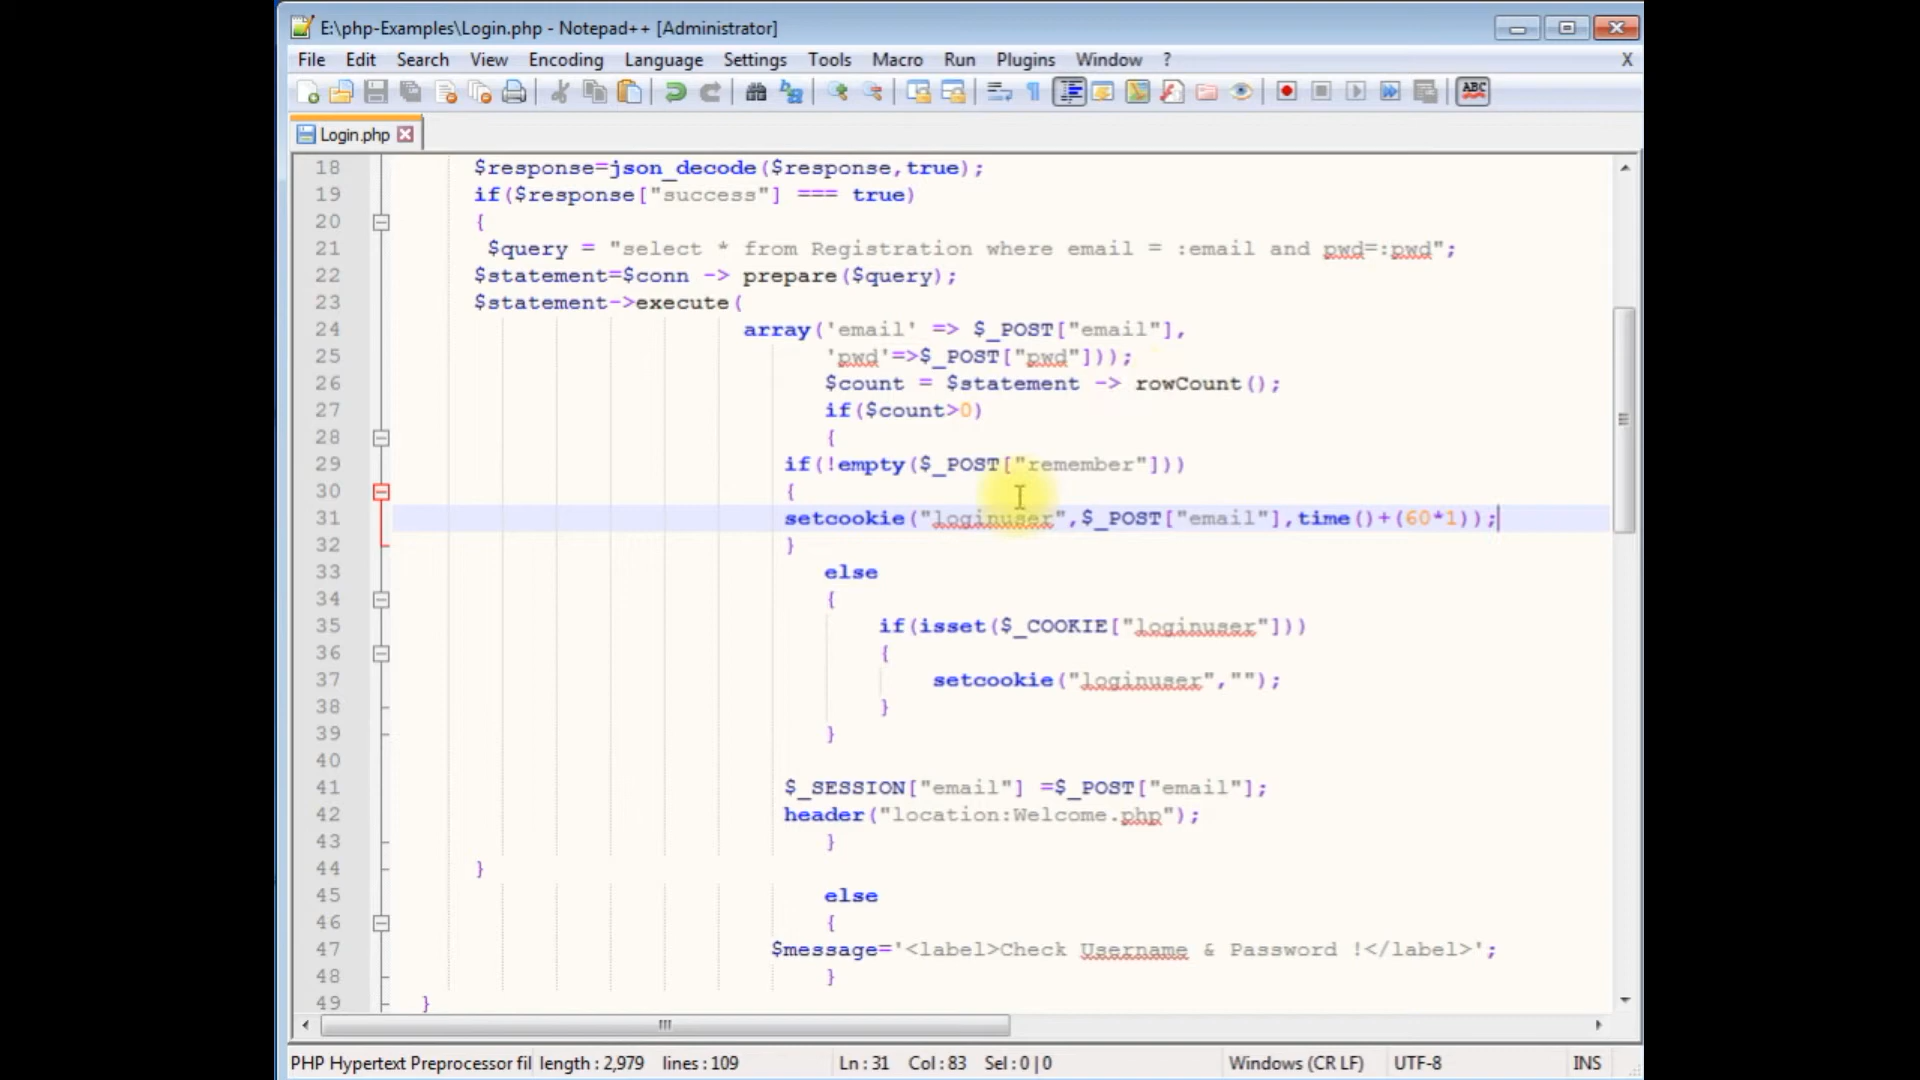 E:\php-Examples\Login.php - Notepad++ [Administrator]
File Edit Search View Encoding Language Settings Tools Macro Run Plugins Window ? X
ABC
Login.php
18 $response=json_decode($response,true);
19 if($response["success"] === true)
20 {
21 $query = "select * from Registration where email = :email and pwd=:pwd";
22 $statement=$conn -> prepare($query);
23 $statement->execute(
24 array('email' => $_POST["email"],
25 'pwd'=>$_POST["pwd"]));
26 $count = $statement -> rowCount();
27 if($count>0)
28 {
29 if(!empty($_POST["remember"]))
30 {
31 setcookie("loginuser",$_POST["email"],time()+(60*1));
32 }
33 else
34 {
35 if(isset($_COOKIE["loginuser"]))
36 {
37 setcookie("loginuser","");
38 }
39 }
40
41 $_SESSION["email"] =$_POST["email"];
42 header("location:Welcome.php");
43 }
44 }
45 else
46 {
47 $message='<label>Check Username & Password !</label>';
48 }
49 }
PHP Hypertext Preprocessor fil length : 2,979 lines : 109 Ln : 31 Col : 83 Sel : 0 | 0 Windows (CR LF) UTF-8 INS